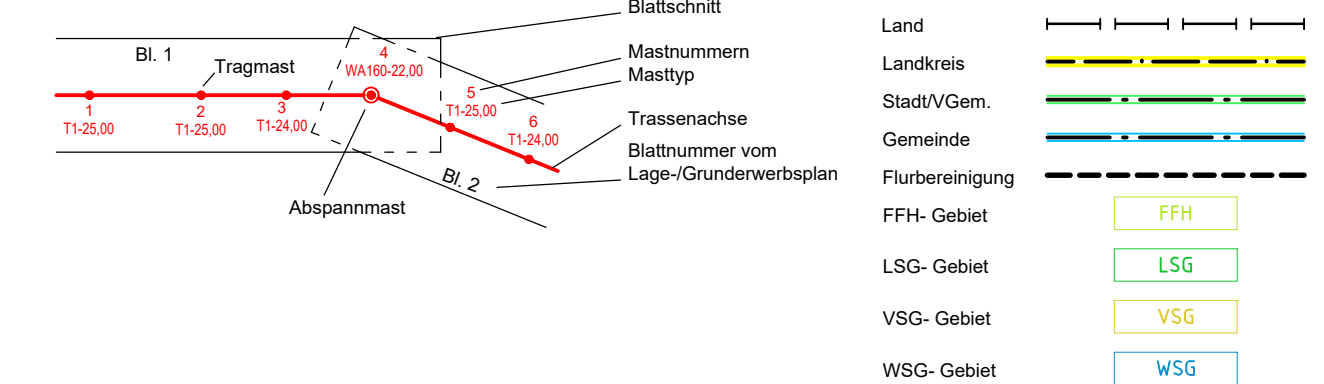 Blattschnitt
Bl. 1
Tragmast
4
WA160-22,00
Mastnummern
Masttyp
5
T1-25,00
1
T1-25,00
2
T1-25,00
3
T1-24,00
6
T1-24,00
Trassenachse
Blattnummer vom
Lage-/Grunderwerbsplan
Bl. 2
Abspannmast
Land
Landkreis
Stadt/VGem.
Gemeinde
Flurbereinigung
FFH- Gebiet
FFH
LSG- Gebiet
LSG
VSG- Gebiet
VSG
WSG- Gebiet
WSG